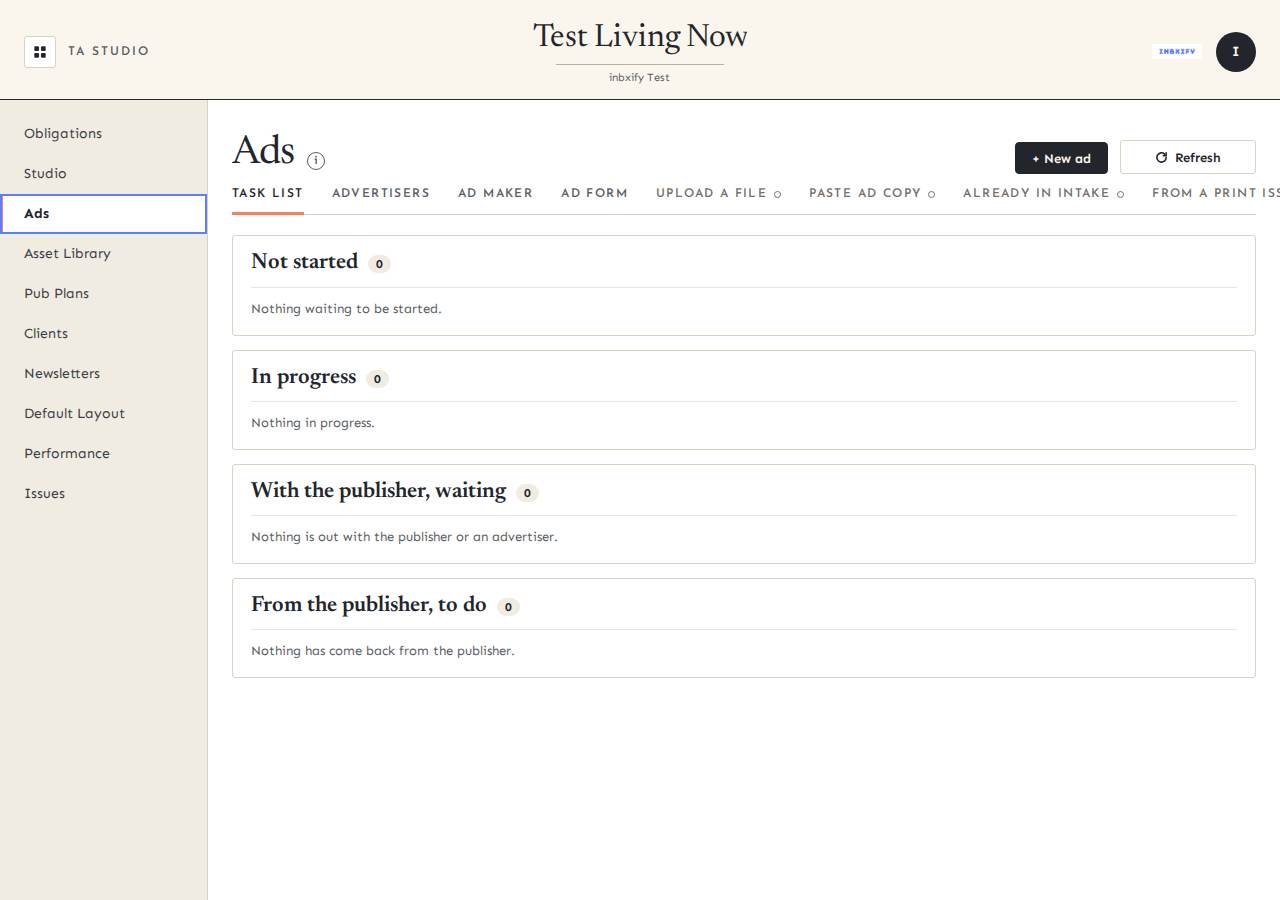 TA STUDIO
Test Living Now
inbxify Test
INBXIFY
I
Obligations
Studio
Ads
Asset Library
Pub Plans
Clients
Newsletters
Default Layout
Performance
Issues
Ads
i
+ New ad
Refresh
TASK LIST
ADVERTISERS
AD MAKER
AD FORM
UPLOAD A FILE
PASTE AD COPY
ALREADY IN INTAKE
FROM A PRINT ISS
Not started 0
Nothing waiting to be started.
In progress 0
Nothing in progress.
With the publisher, waiting 0
Nothing is out with the publisher or an advertiser.
From the publisher, to do 0
Nothing has come back from the publisher.